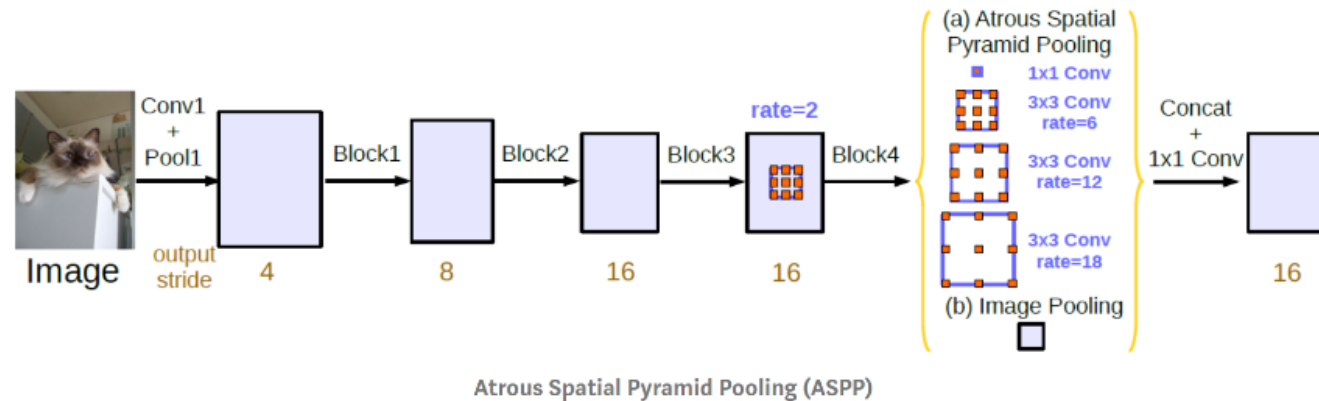 Image
output
stride
Conv1
+
Pool1
4
Block1
8
Block2
16
Block3
rate=2
16
Block4
(a) Atrous Spatial
Pyramid Pooling
1x1 Conv
3x3 Conv
rate=6
3x3 Conv
rate=12
3x3 Conv
rate=18
(b) Image Pooling
Concat
+
1x1 Conv
16
Atrous Spatial Pyramid Pooling (ASPP)